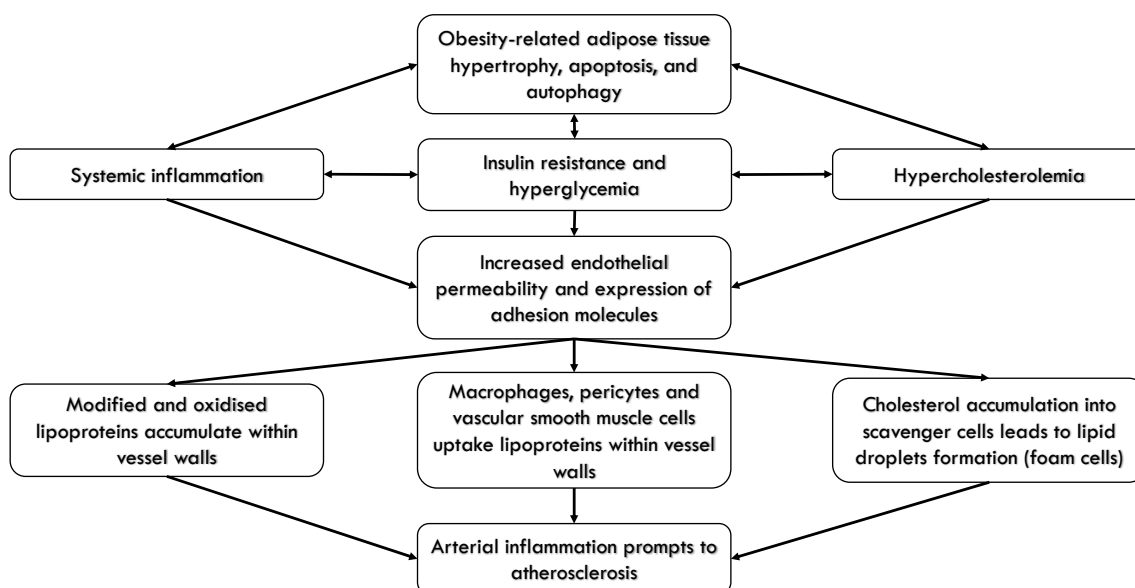 Obesity-related adipose tissue
hypertrophy, apoptosis, and
autophagy
Systemic inflammation
Insulin resistance and
hyperglycemia
Hypercholesterolemia
Increased endothelial
permeability and expression of
adhesion molecules
Modified and oxidised
lipoproteins accumulate within
vessel walls
Macrophages, pericytes and
vascular smooth muscle cells
uptake lipoproteins within vessel
walls
Cholesterol accumulation into
scavenger cells leads to lipid
droplets formation (foam cells)
Arterial inflammation prompts to
atherosclerosis